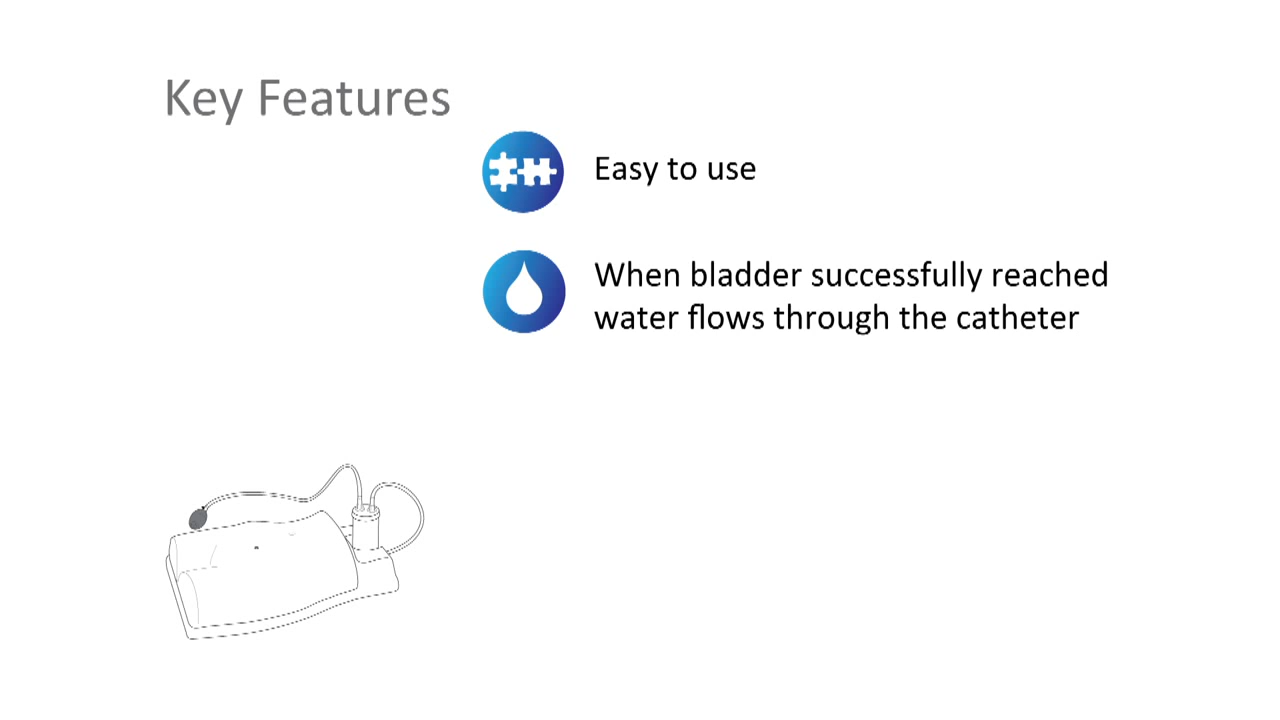 Key Features
Easy to use
When bladder successfully reached
water flows through the catheter